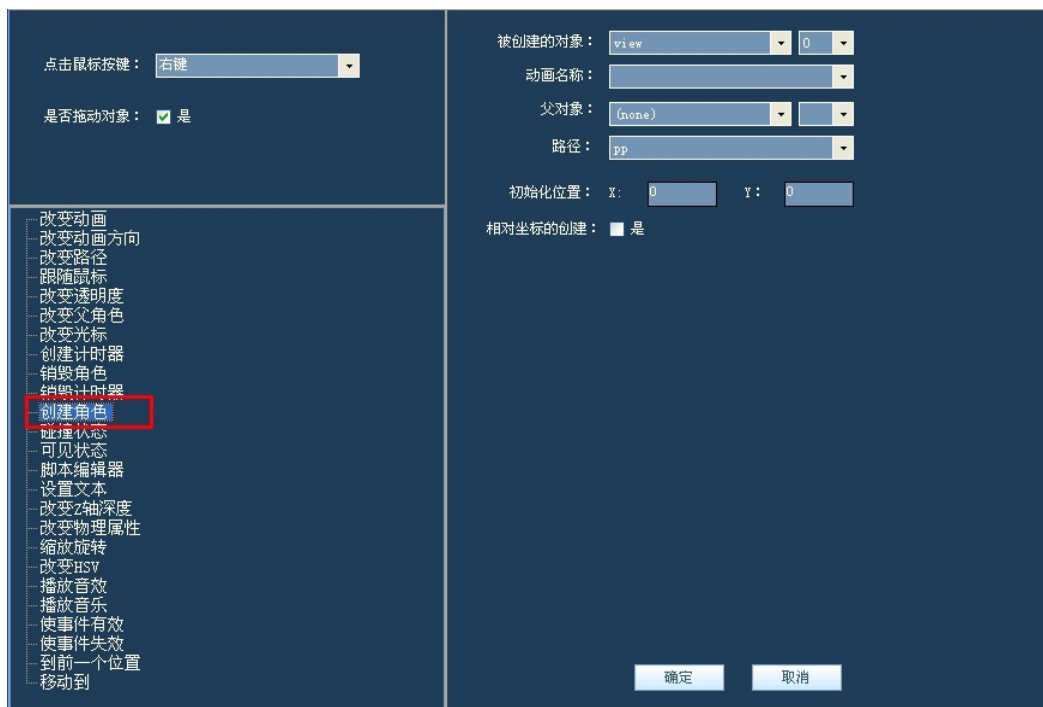 点击鼠标按键： 右键
是否拖动对象： 是
改变动画
改变动画方向
改变路径
跟随鼠标
改变透明度
改变父角色
改变光标
创建计时器
销毁角色
销毁计时器
创建角色
碰撞状态
可见状态
脚本编辑器
设置文本
改变Z轴深度
改变物理属性
缩放旋转
改变HSV
播放音效
播放音乐
使事件有效
使事件失效
到前一个位置
移动到
被创建的对象： view 0
动画名称：
父对象： (none)
路径： pp
初始化位置： X: 0 Y: 0
相对坐标的创建： 是
确定 取消